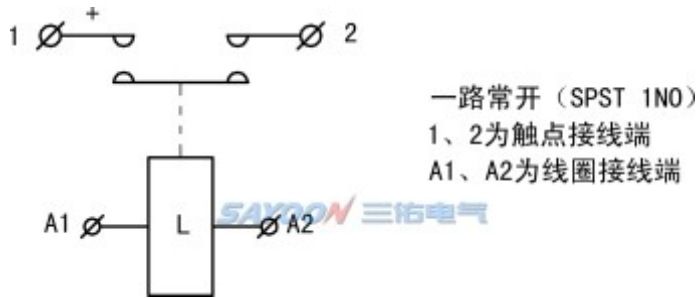 +
1
2
一路常开（SPST 1NO）
1、2为触点接线端
A1、A2为线圈接线端
A1
L
A2
SAYOON 三佑电气